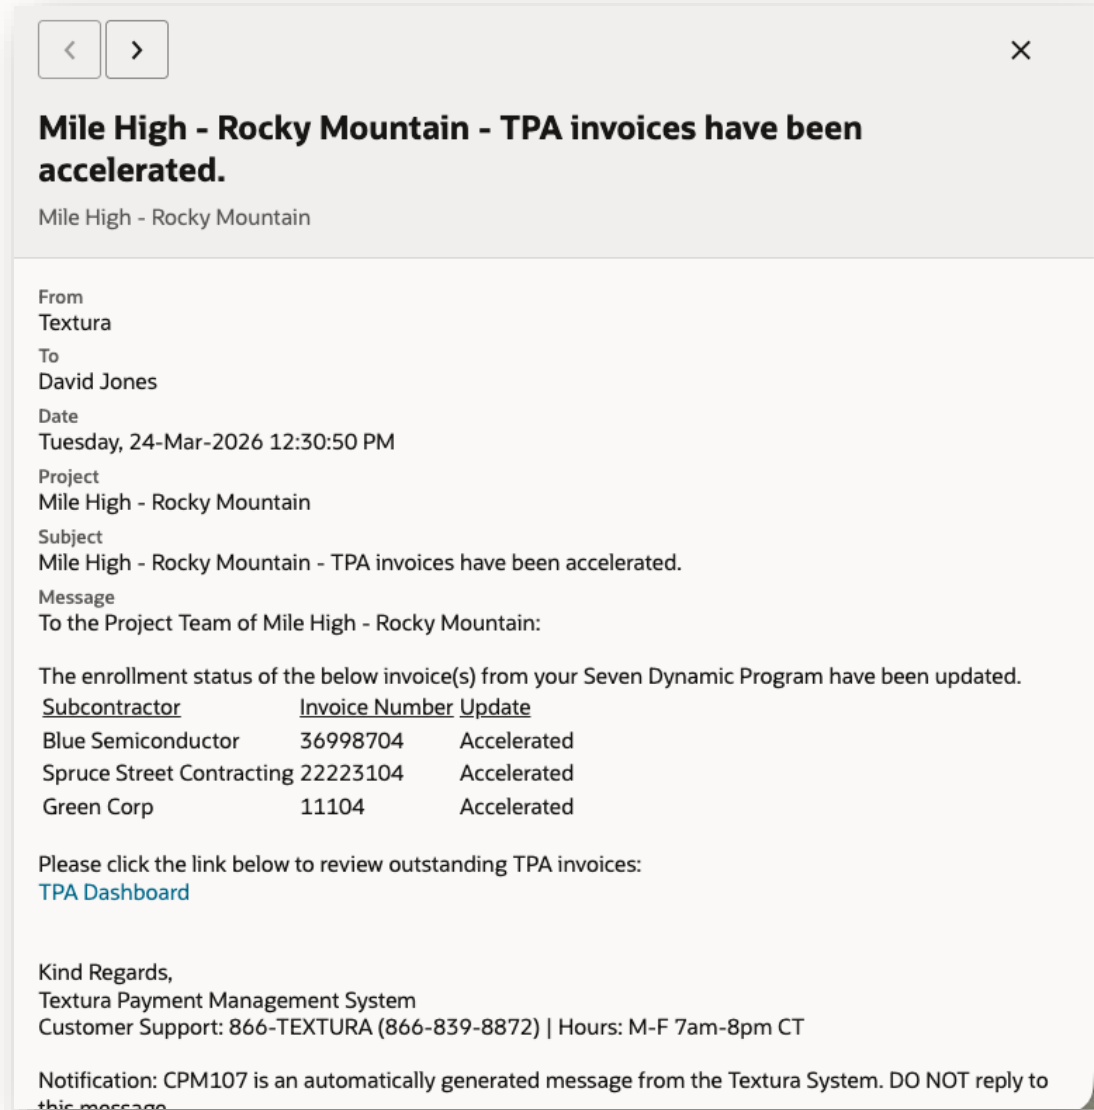 Mile High - Rocky Mountain - TPA invoices have been
accelerated.
Mile High - Rocky Mountain
From
Textura
To
David Jones
Date
Tuesday, 24-Mar-2026 12:30:50 PM
Project
Mile High - Rocky Mountain
Subject
Mile High - Rocky Mountain - TPA invoices have been accelerated.
Message
To the Project Team of Mile High - Rocky Mountain:
The enrollment status of the below invoice(s) from your Seven Dynamic Program have been updated.
Subcontractor Invoice Number Update
Blue Semiconductor 36998704 Accelerated
Spruce Street Contracting 22223104 Accelerated
Green Corp 11104 Accelerated
Please click the link below to review outstanding TPA invoices:
TPA Dashboard
Kind Regards,
Textura Payment Management System
Customer Support: 866-TEXTURA (866-839-8872) | Hours: M-F 7am-8pm CT
Notification: CPM107 is an automatically generated message from the Textura System. DO NOT reply to
this message